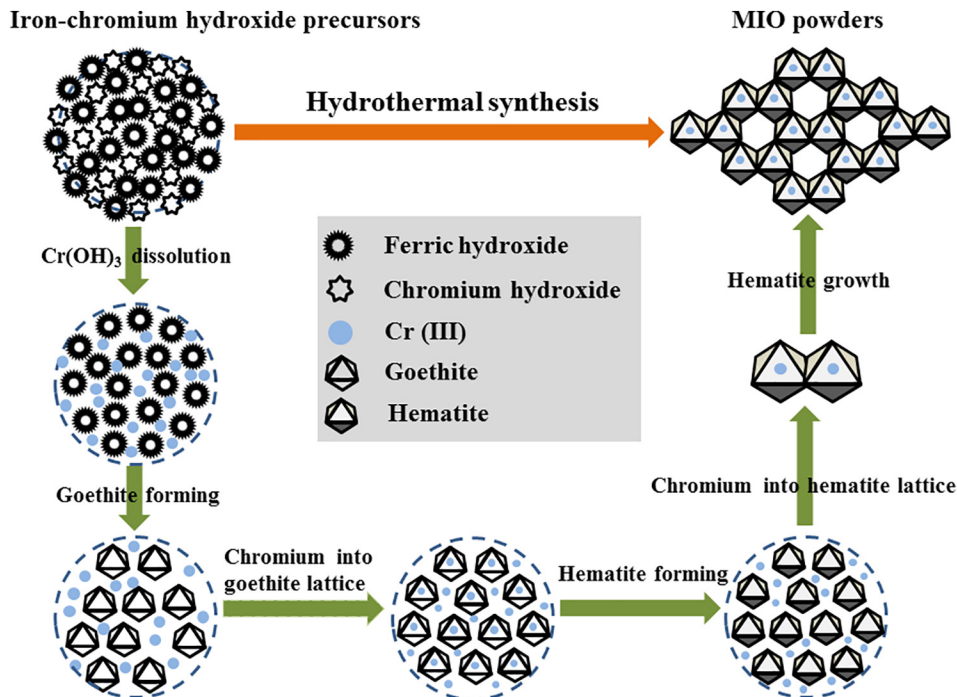 Iron-chromium hydroxide precursors
MIO powders
Hydrothermal synthesis
Cr(OH)₃ dissolution
Ferric hydroxide
Chromium hydroxide
Cr (III)
Goethite
Hematite
Hematite growth
Goethite forming
Chromium into hematite lattice
Chromium into
goethite lattice
Hematite forming